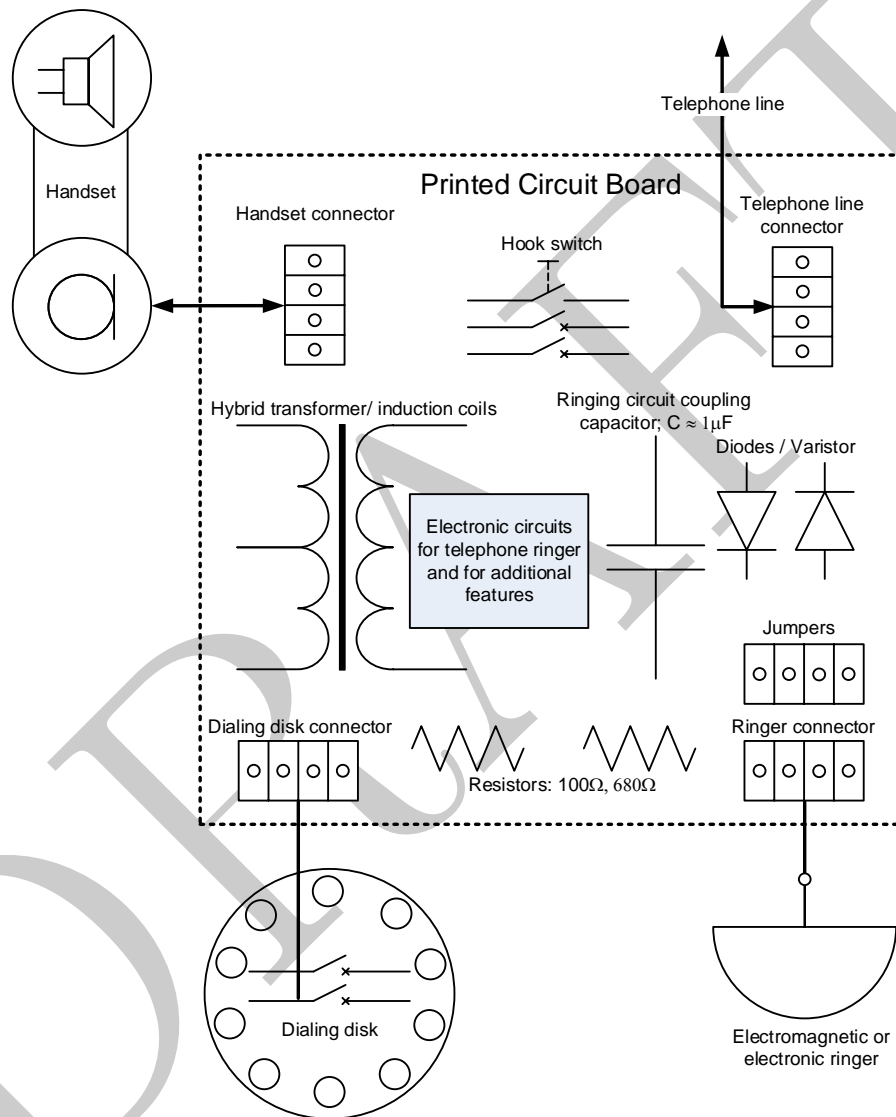 Telephone line
Handset
Printed Circuit Board
Handset connector
Hook switch
Telephone line
connector
Hybrid transformer/ induction coils
Ringing circuit coupling
capacitor; C ≈ 1μF
Diodes / Varistor
Electronic circuits
for telephone ringer
and for additional
features
Jumpers
Dialing disk connector
Ringer connector
Resistors: 100Ω, 680Ω
Dialing disk
Electromagnetic or
electronic ringer
DRAFT